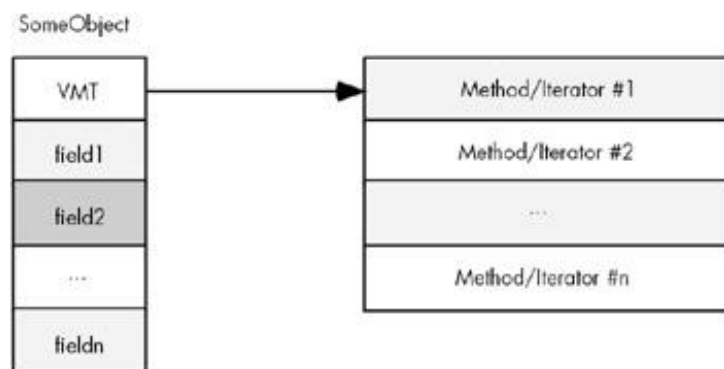 SomeObject
VMT
field1
field2
...
fieldn
Method/Iterator #1
Method/Iterator #2
...
Method/Iterator #n